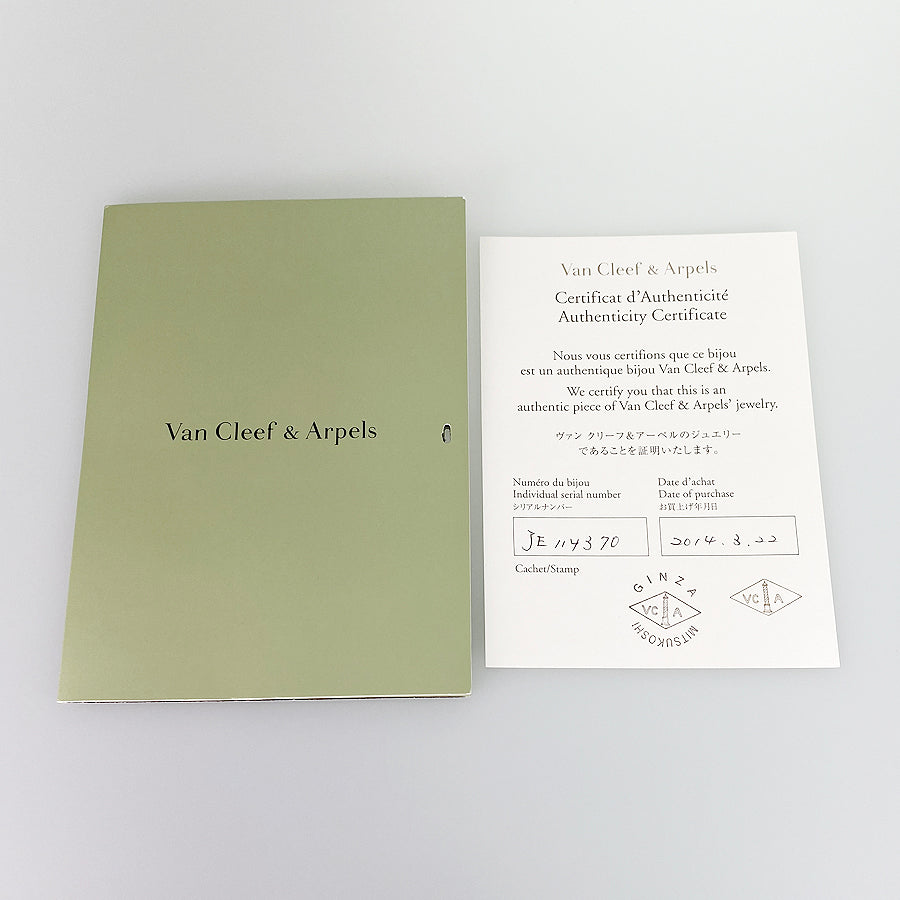 Van Cleef & Arpels
Van Cleef & Arpels
Certificat d'Authenticité
Authenticity Certificate
Nous vous certifions que ce bijou
est un authentique bijou Van Cleef & Arpels.
We certify you that this is an
authentic piece of Van Cleef & Arpels' jewelry.
ヴァン クリーフ&アーペルのジュエリー
であることを証明いたします。
Numéro du bijou
Individual serial number
シリアルナンバー
JE114370
Date d'achat
Date of purchase
お買上げ年月日
2014.3.22
Cachet/Stamp
GINZA
VC A
MITSUKOSHI
VC A